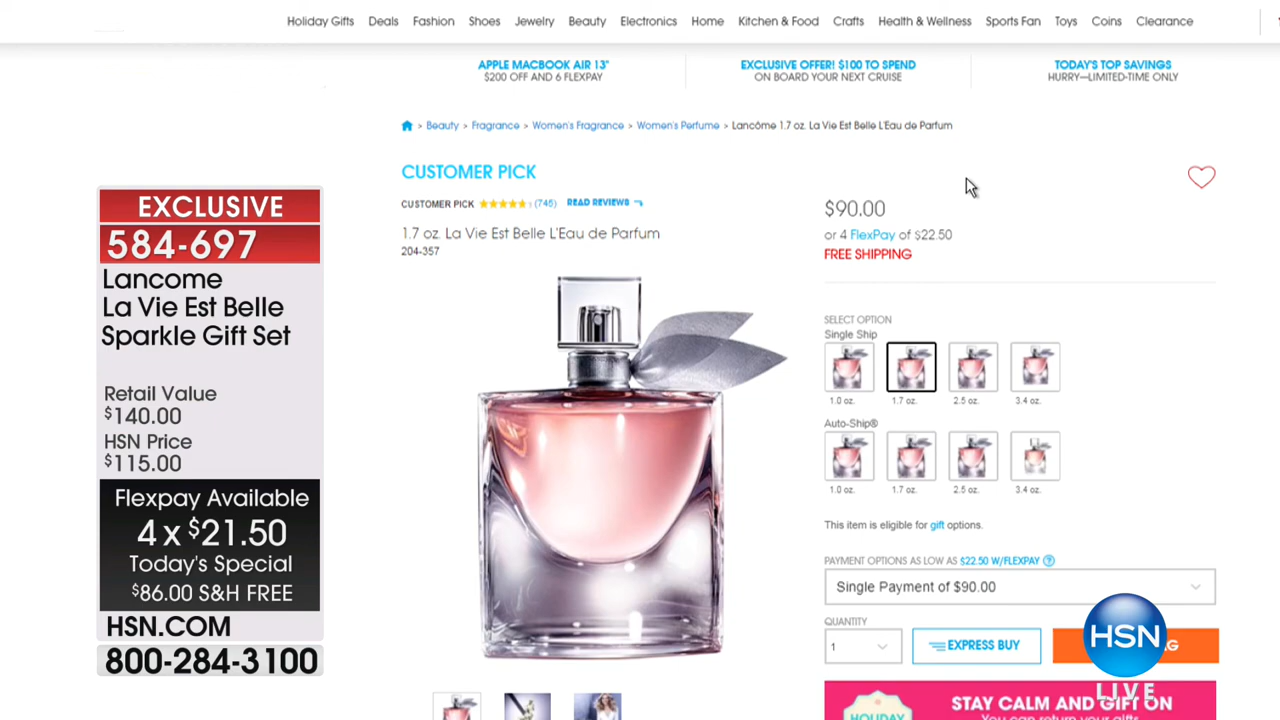 Holiday Gifts Deals Fashion Shoes Jewelry Beauty Electronics Home Kitchen & Food Crafts Health & Wellness Sports Fan Toys Coins Clearance
APPLE MACBOOK AIR 13"
$200 OFF AND 6 FLEXPAY
EXCLUSIVE OFFER! $100 TO SPEND
ON BOARD YOUR NEXT CRUISE
TODAY'S TOP SAVINGS
HURRY—LIMITED-TIME ONLY
> Beauty > Fragrance > Women's Fragrance > Women's Perfume > Lancôme 1.7 oz. La Vie Est Belle L'Eau de Parfum
EXCLUSIVE
584-697
Lancome
La Vie Est Belle
Sparkle Gift Set
Retail Value
$140.00
HSN Price
$115.00
Flexpay Available
4 x $21.50
Today's Special
$86.00 S&H FREE
HSN.COM
800-284-3100
CUSTOMER PICK
CUSTOMER PICK (745) READ REVIEWS
1.7 oz. La Vie Est Belle L'Eau de Parfum
204-357
$90.00
or 4 FlexPay of $22.50
FREE SHIPPING
SELECT OPTION
Single Ship
1.0 oz. 1.7 oz. 2.5 oz. 3.4 oz.
Auto-Ship®
1.0 oz. 1.7 oz. 2.5 oz. 3.4 oz.
This item is eligible for gift options.
PAYMENT OPTIONS AS LOW AS $22.50 W/FLEXPAY ?
Single Payment of $90.00
QUANTITY
1
EXPRESS BUY
HSN
LIVE
STAY CALM AND GIFT ON
HOLIDAY
You can return your gifts